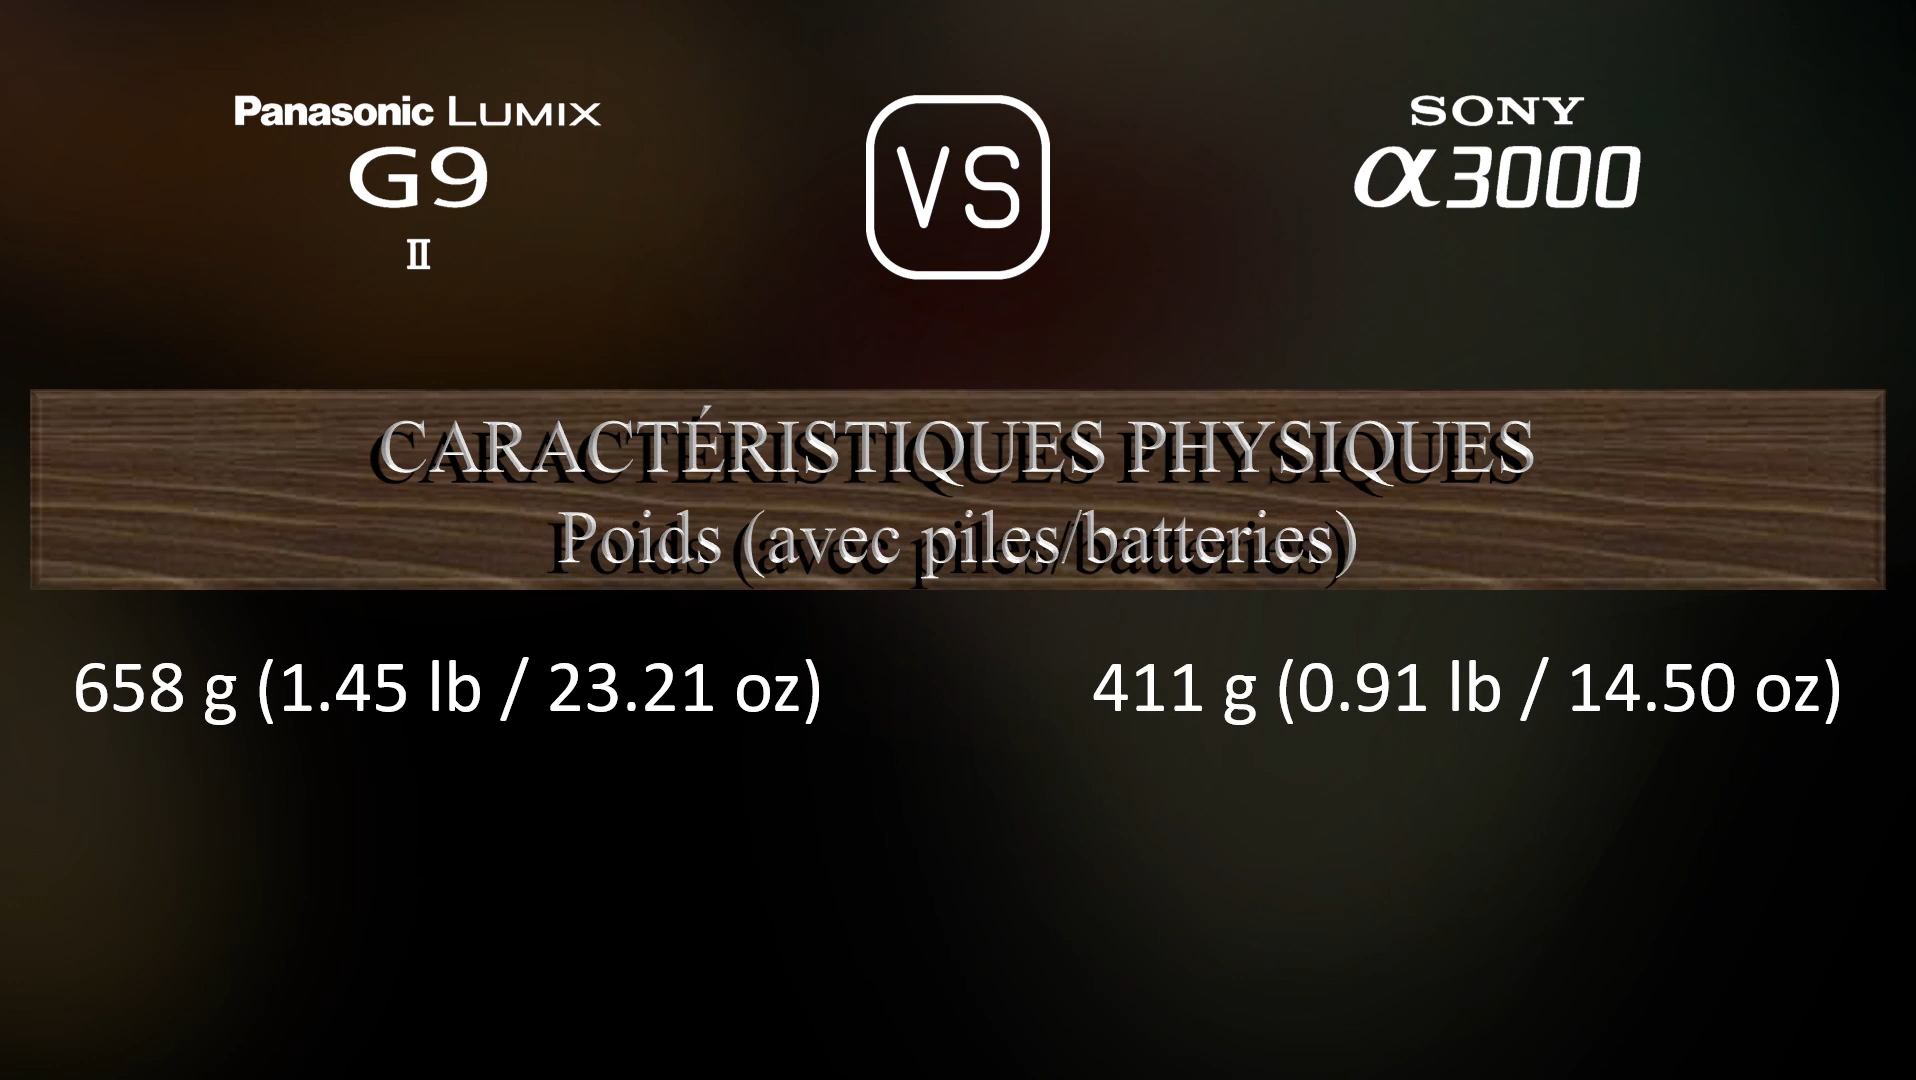 Panasonic LUMIX
G9
II
VS
SONY
α3000
CARACTÉRISTIQUES PHYSIQUES
Poids (avec piles/batteries)
658 g (1.45 lb / 23.21 oz)
411 g (0.91 lb / 14.50 oz)